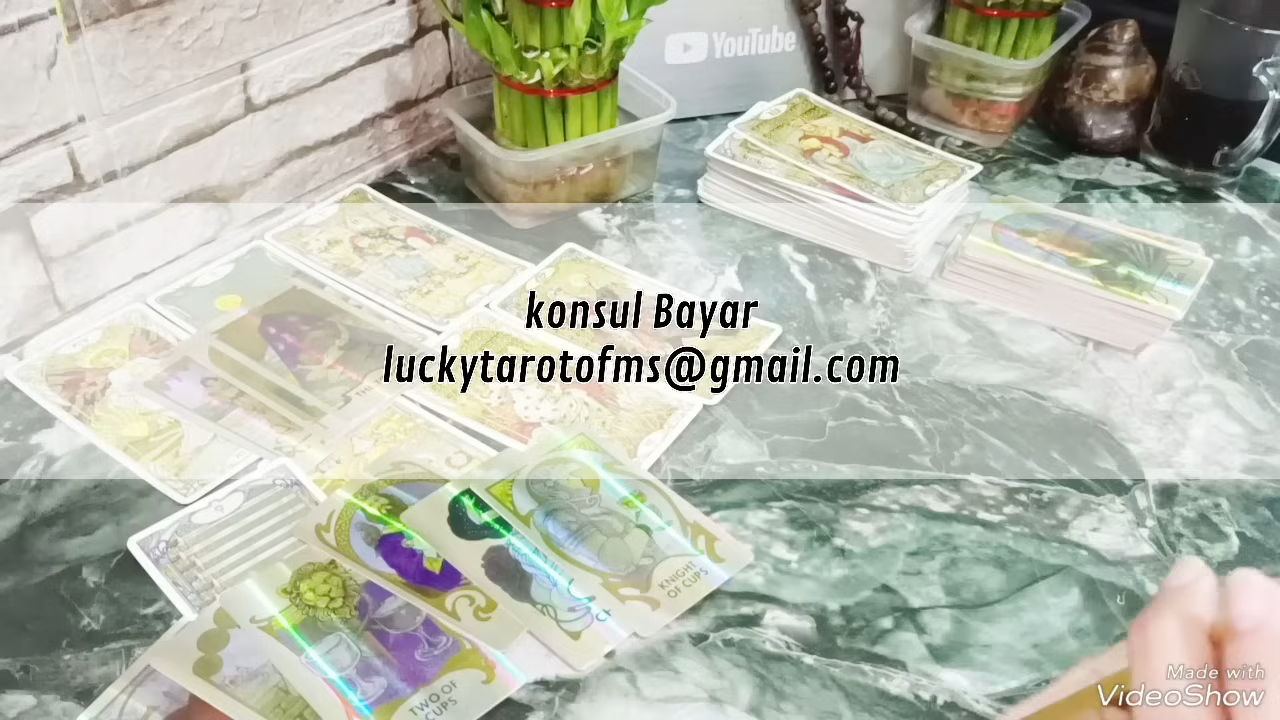 YouTube
konsul Bayar
luckytarotofms@gmail.com
KNIGHT
OF CUPS
TWO OF
CUPS
Made with
VideoShow